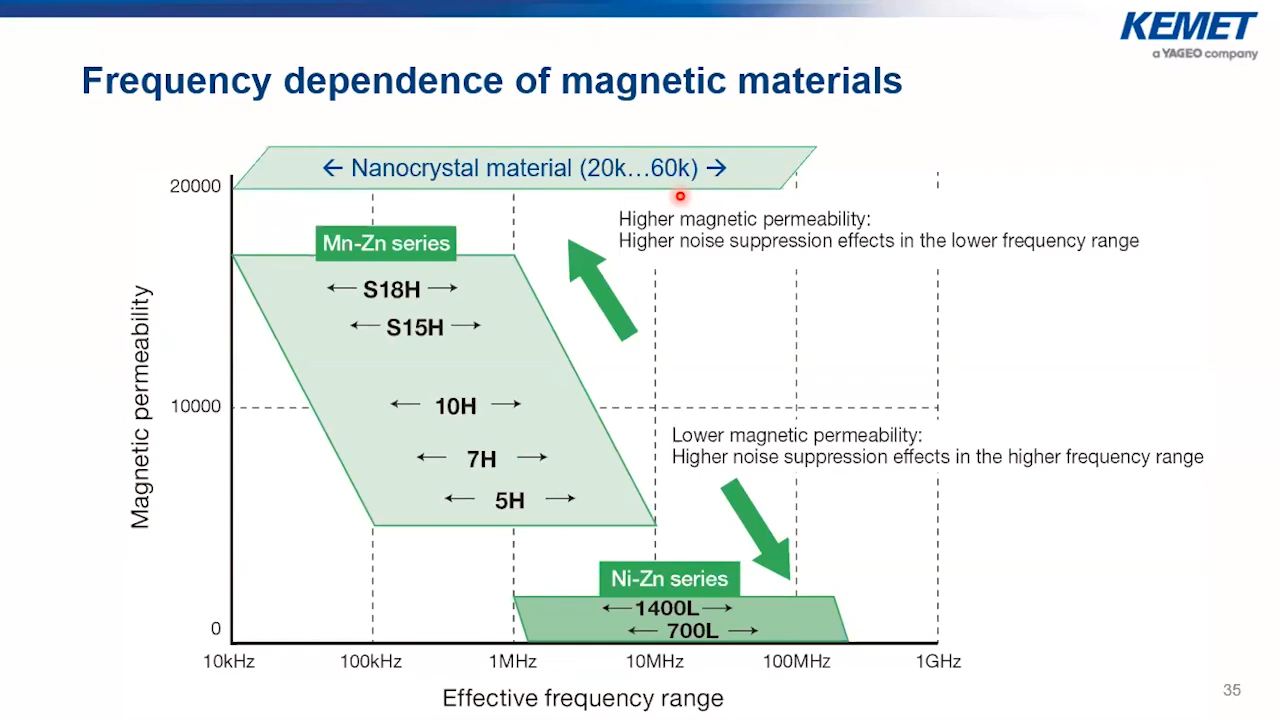 KEMET
a YAGEO company
Frequency dependence of magnetic materials
← Nanocrystal material (20k...60k) →
20000
Higher magnetic permeability:
Higher noise suppression effects in the lower frequency range
Mn-Zn series
S18H
S15H
Magnetic permeability
10000
10H
Lower magnetic permeability:
Higher noise suppression effects in the higher frequency range
7H
5H
Ni-Zn series
1400L
700L
0
10kHz 100kHz 1MHz 10MHz 100MHz 1GHz
Effective frequency range
35